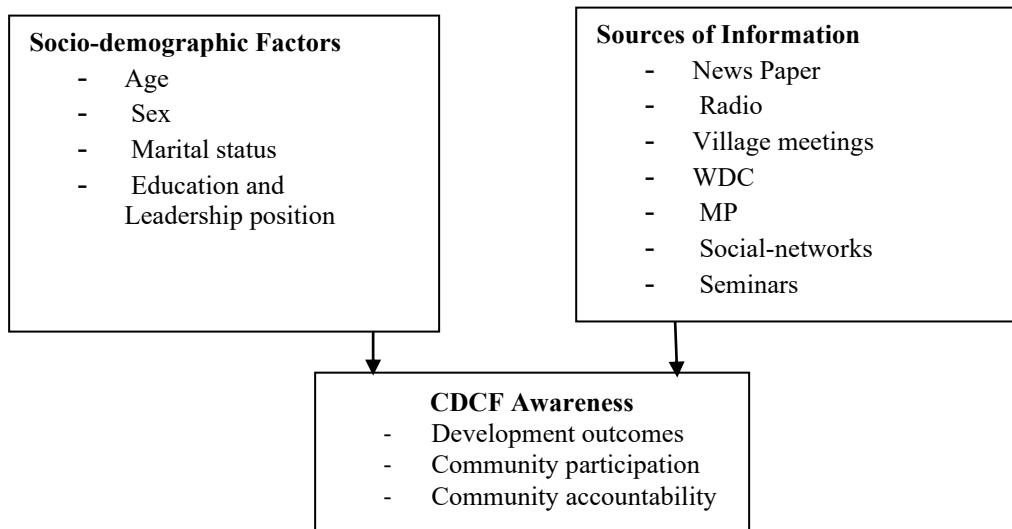 Socio-demographic Factors
- Age
- Sex
- Marital status
- Education and
Leadership position
Sources of Information
- News Paper
- Radio
- Village meetings
- WDC
- MP
- Social-networks
- Seminars
CDCF Awareness
- Development outcomes
- Community participation
- Community accountability